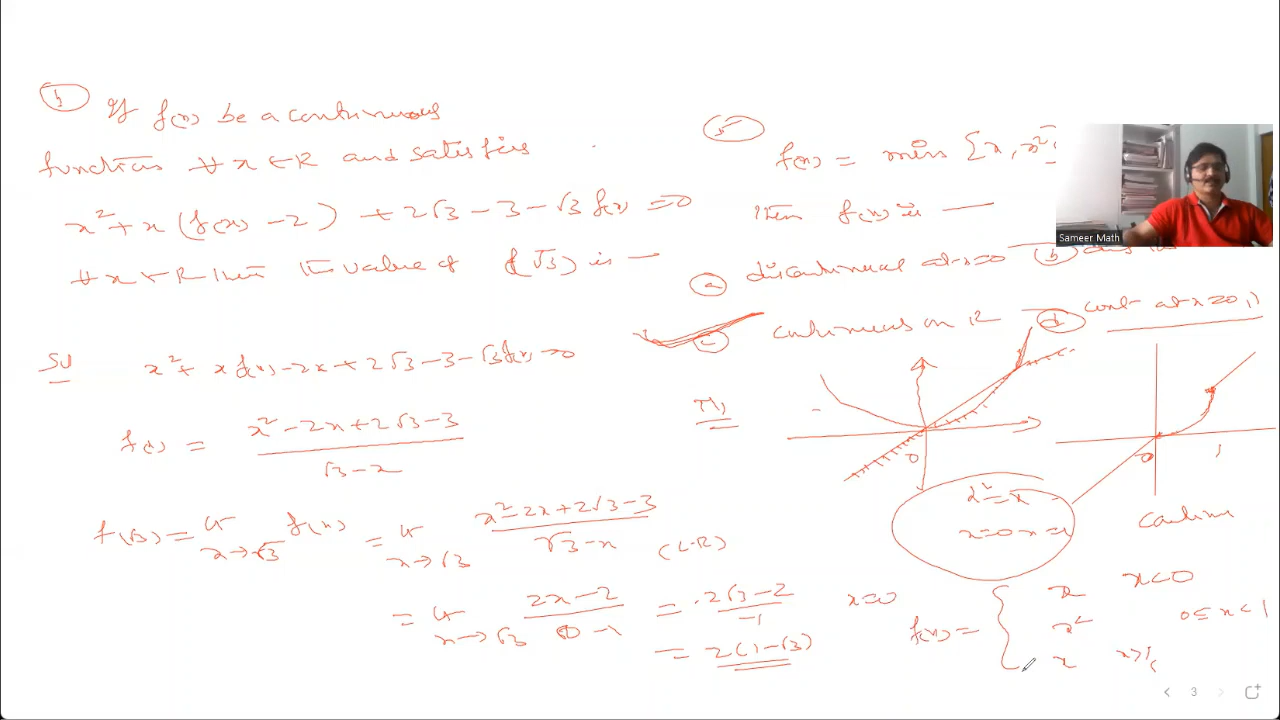 If f(x) be a continuous
function ∀ x ∈ R and satisfies
x² + x (f(x) - 2) + 2√3 - 3 - √3 f(x) = 0
∀ x ∈ R then the value of f(√3) is —
Sol
x² + x f(x) - 2x + 2√3 - 3 - √3 f(x) = 0
f(x) = (x² - 2x + 2√3 - 3) / (√3 - x)
f(√3) = Lt x→√3 f(x) = Lt x→√3 (x² - 2x + 2√3 - 3) / (√3 - x) (L-R)
= Lt x→√3 (2x - 2) / (0 - 1) = (2√3 - 2) / -1
= 2(1 - √3)
f(x) = min {x, x²,
then f(x) is —
(a) discontinuous at x=0 (b)
(c) continuous on R (d) cont at x=0,1
0
x² = x
x=0 x=1
0 1
x=0
f(x) = { x x<0
x² 0 ≤ x < 1
x
Sameer Math
3